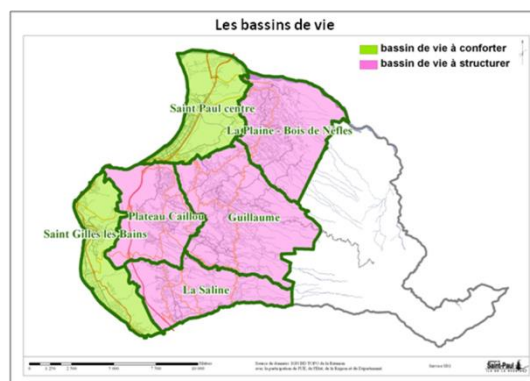 Les bassins de vie
bassin de vie à conforter
bassin de vie à structurer
Saint Paul centre
La Plaine - Bois de Nèfles
Plateau Caillou
Guillaume
Saint Gilles les Bains
La Saline
Saint-Paul